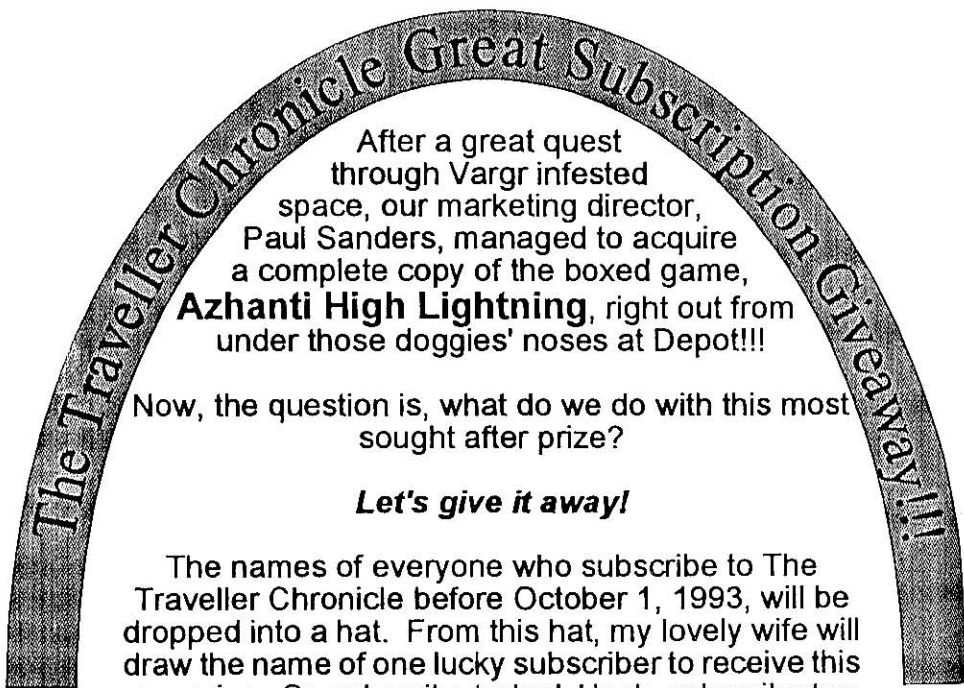 The Traveller Chronicle Great Subscription Giveaway!!!
After a great quest
through Vargr infested
space, our marketing director,
Paul Sanders, managed to acquire
a complete copy of the boxed game,
Azhanti High Lightning, right out from
under those doggies' noses at Depot!!!
Now, the question is, what do we do with this most
sought after prize?
Let's give it away!
The names of everyone who subscribe to The
Traveller Chronicle before October 1, 1993, will be
dropped into a hat. From this hat, my lovely wife will
draw the name of one lucky subscriber to receive this